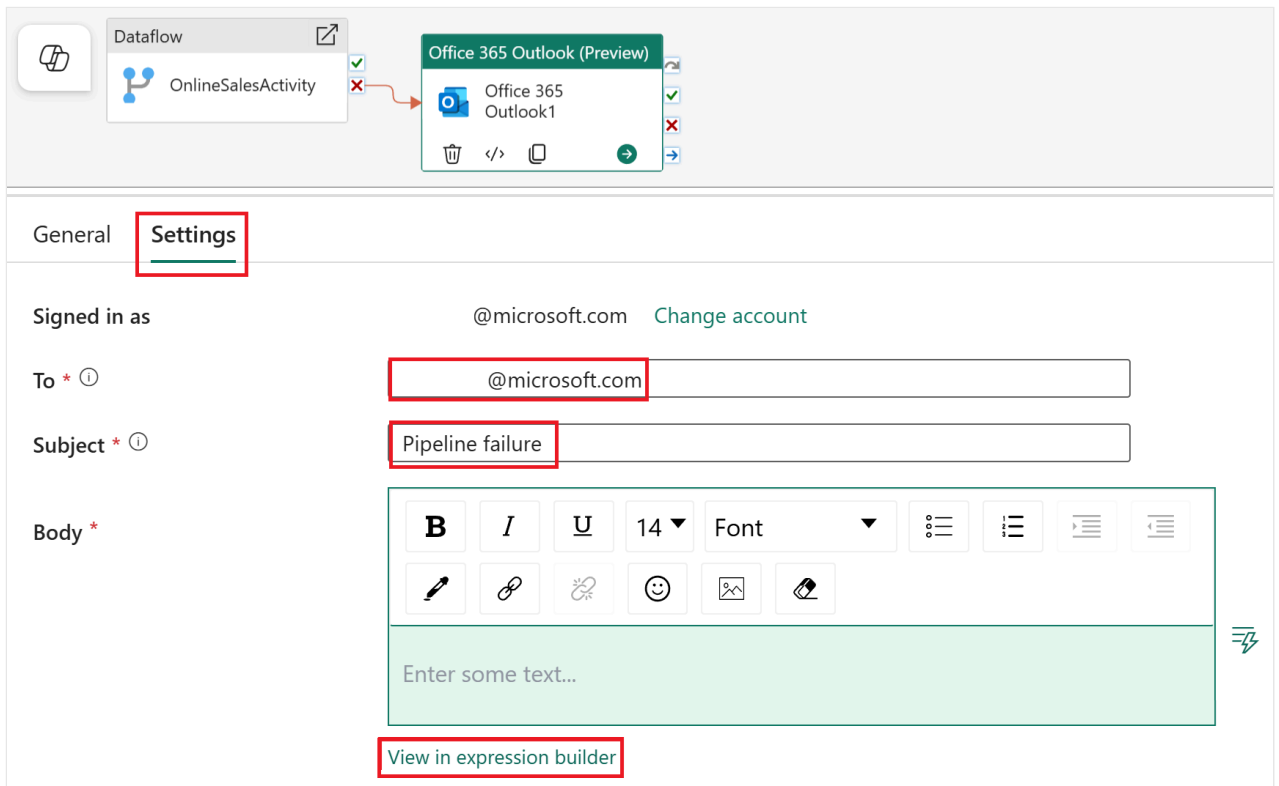 Dataflow
OnlineSalesActivity
Office 365 Outlook (Preview)
Office 365
Outlook1
General
Settings
Signed in as
@microsoft.com
Change account
To *
@microsoft.com
Subject *
Pipeline failure
Body *
B I U 14 Font
Enter some text...
View in expression builder